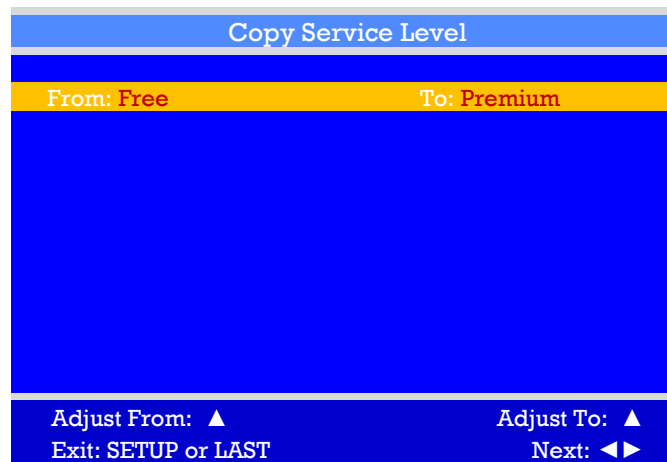 Copy Service Level
From: Free To: Premium
Adjust From: ▲ Adjust To: ▲
Exit: SETUP or LAST Next: ◄►